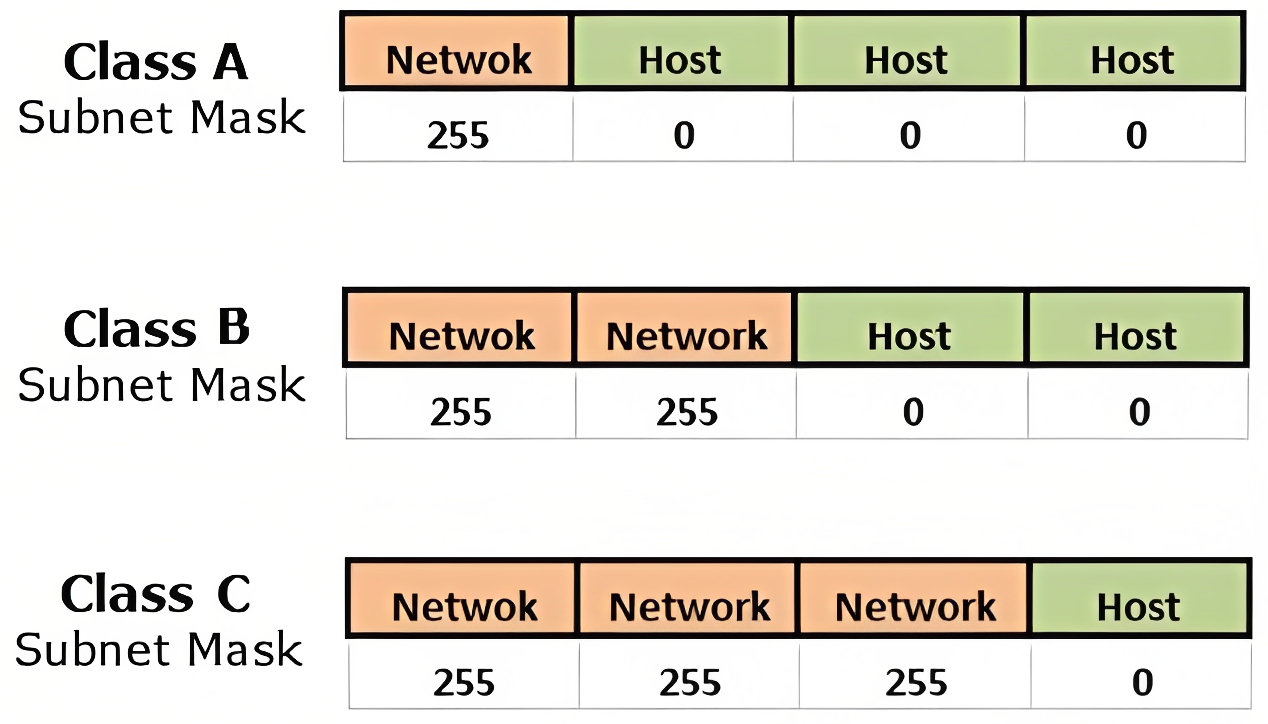 Class A
Subnet Mask
Netwok Host Host Host
255 0 0 0
Class B
Subnet Mask
Netwok Network Host Host
255 255 0 0
Class C
Subnet Mask
Netwok Network Network Host
255 255 255 0